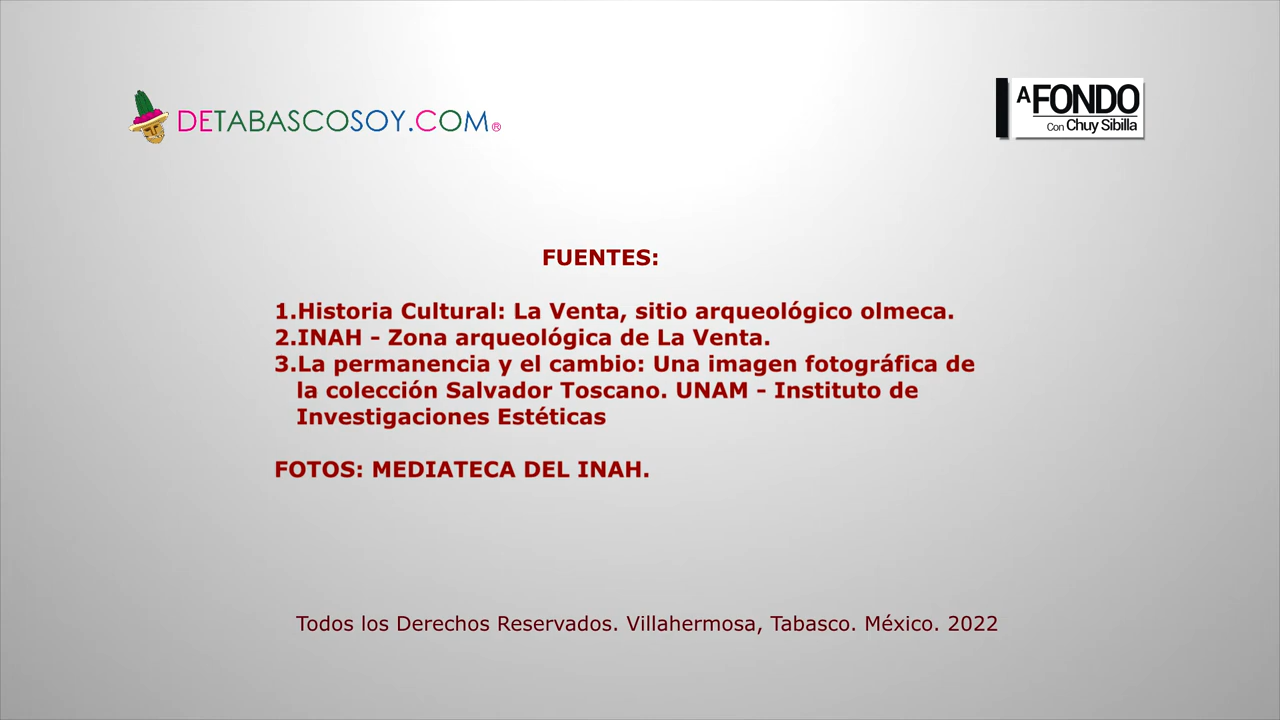 DETABASCOSOY.COM®
A FONDO
Con Chuy Sibilla
FUENTES:
1.Historia Cultural: La Venta, sitio arqueológico olmeca.
2.INAH - Zona arqueológica de La Venta.
3.La permanencia y el cambio: Una imagen fotográfica de
la colección Salvador Toscano. UNAM - Instituto de
Investigaciones Estéticas
FOTOS: MEDIATECA DEL INAH.
Todos los Derechos Reservados. Villahermosa, Tabasco. México. 2022